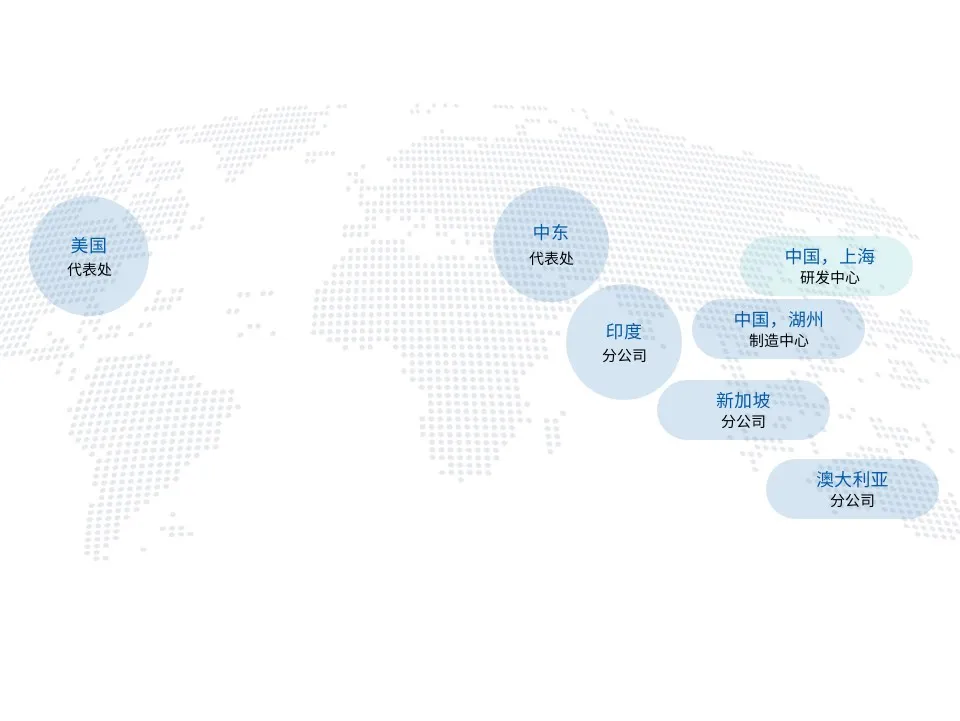 美国
代表处
中东
代表处
中国，上海
研发中心
中国，湖州
制造中心
印度
分公司
新加坡
分公司
澳大利亚
分公司